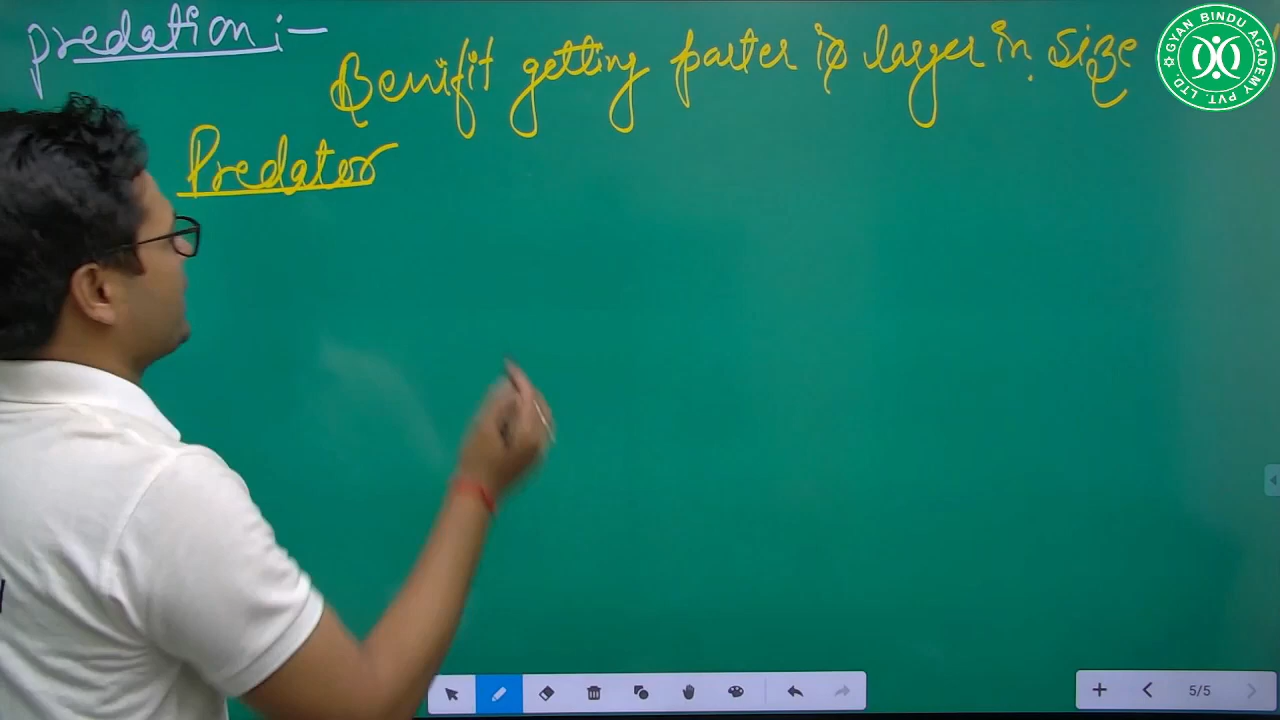 predation :-
Benifit getting parter is larger in size
Predator
GYAN BINDU ACADEMY PVT. LTD.
5/5